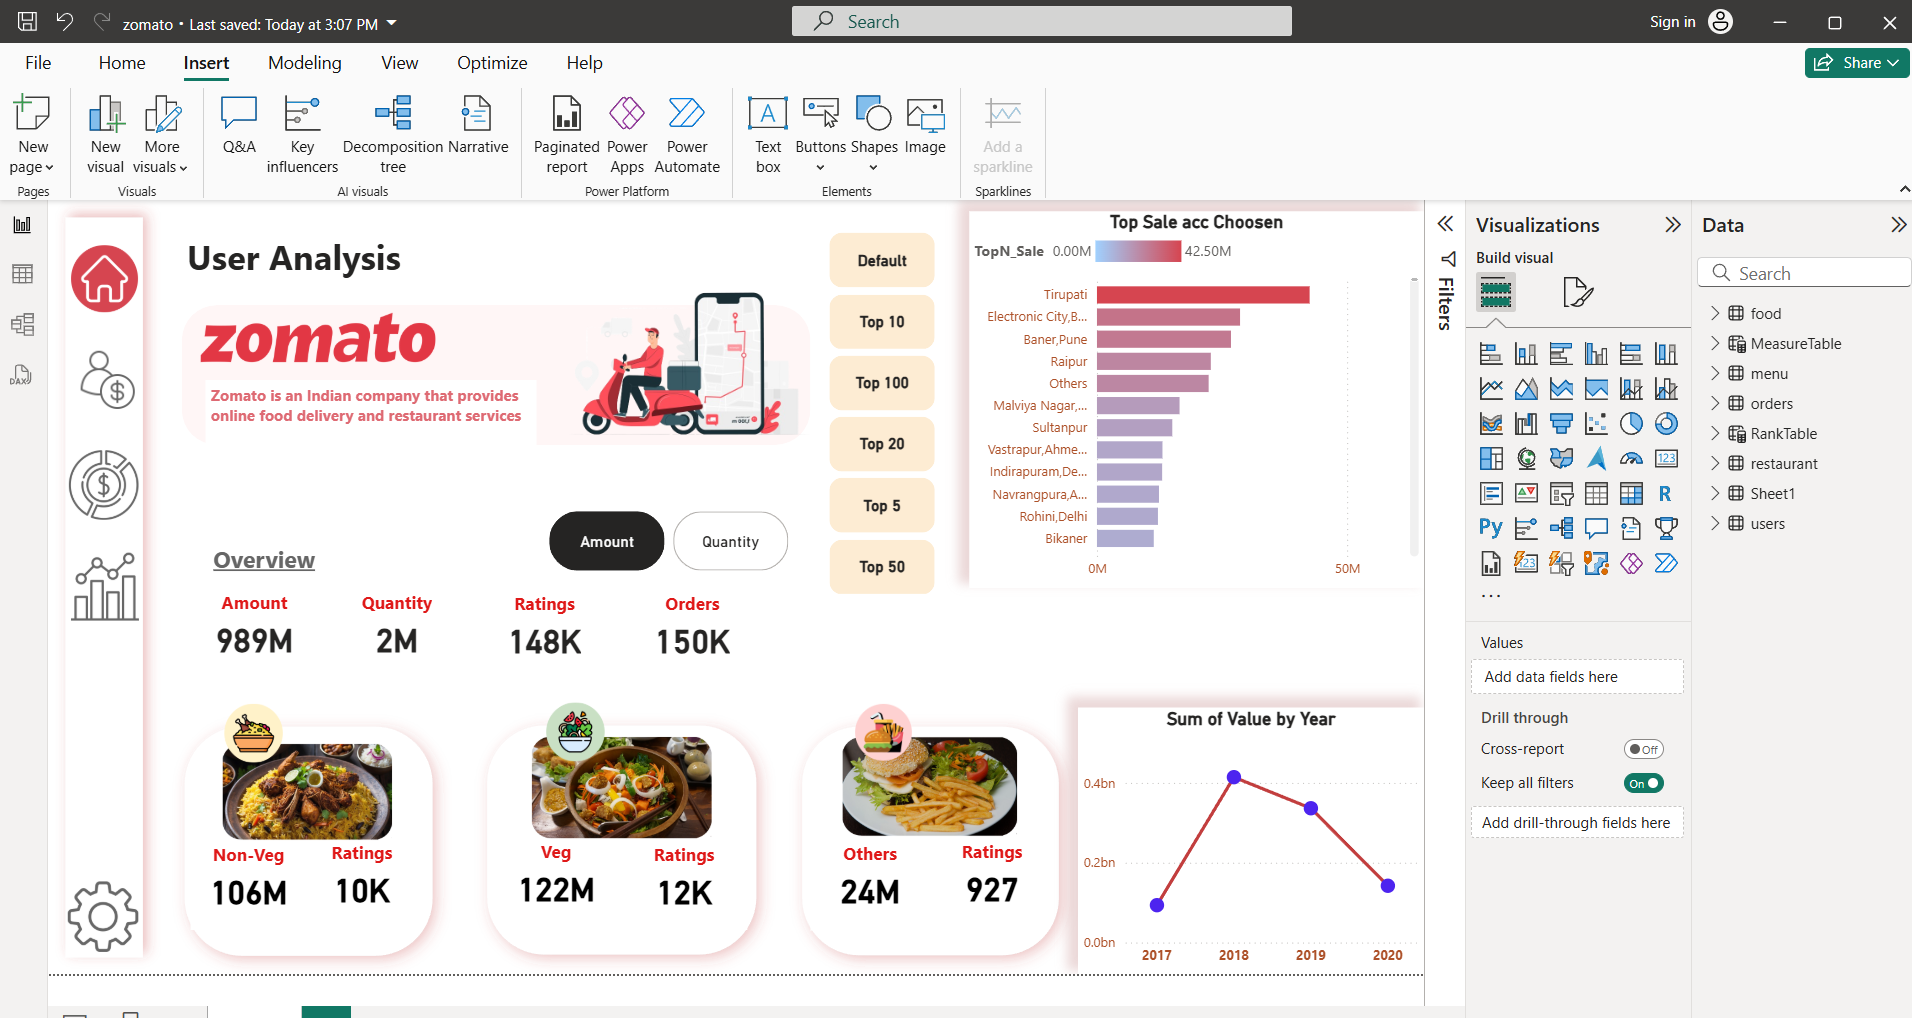 zomato • Last saved: Today at 3:07 PM
Search
Sign in
File Home Insert Modeling View Optimize Help
Share
New page
Pages
New visual
More visuals
Visuals
Q&A
Key influencers
Decomposition tree
Narrative
AI visuals
Paginated report
Power Apps
Power Automate
Power Platform
Text box
Buttons
Shapes
Image
Elements
Add a sparkline
Sparklines
DAX
User Analysis
zomato
Zomato is an Indian company that provides
online food delivery and restaurant services
Default
Top 10
Top 100
Top 20
Top 5
Top 50
Amount
Quantity
Overview
Amount
989M
Quantity
2M
Ratings
148K
Orders
150K
Non-Veg
106M
Ratings
10K
Veg
122M
Ratings
12K
Others
24M
Ratings
927
Top Sale acc Choosen
TopN_Sale 0.00M 42.50M
Tirupati
Electronic City,B...
Baner,Pune
Raipur
Others
Malviya Nagar,...
Sultanpur
Vastrapur,Ahme...
Indirapuram,De...
Navrangpura,A...
Rohini,Delhi
Bikaner
0M 50M
Sum of Value by Year
0.4bn
0.2bn
0.0bn
2017 2018 2019 2020
Filters
Visualizations
Build visual
123
R
Py
123
...
Values
Add data fields here
Drill through
Cross-report
Off
Keep all filters
On
Add drill-through fields here
Data
Search
food
MeasureTable
menu
orders
RankTable
restaurant
Sheet1
users